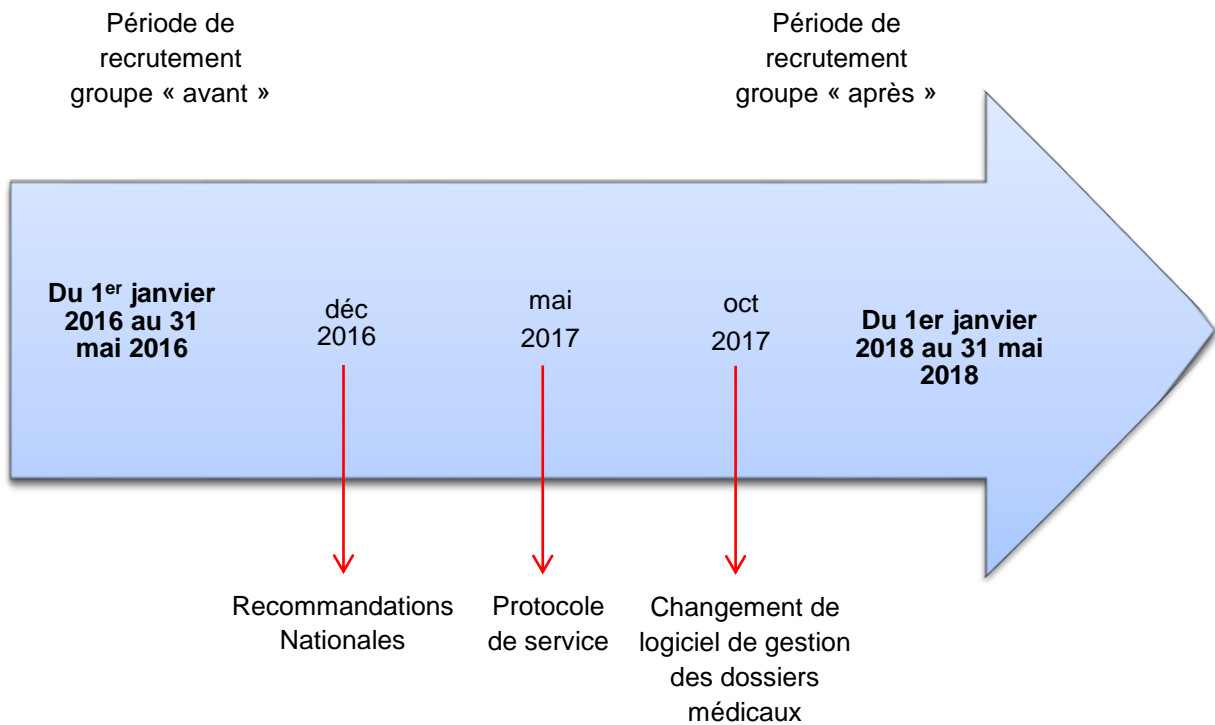 Période de
recrutement
groupe « avant »
Période de
recrutement
groupe « après »
Du 1er janvier
2016 au 31
mai 2016
déc
2016
mai
2017
oct
2017
Du 1er janvier
2018 au 31 mai
2018
Recommandations
Nationales
Protocole
de service
Changement de
logiciel de gestion
des dossiers
médicaux